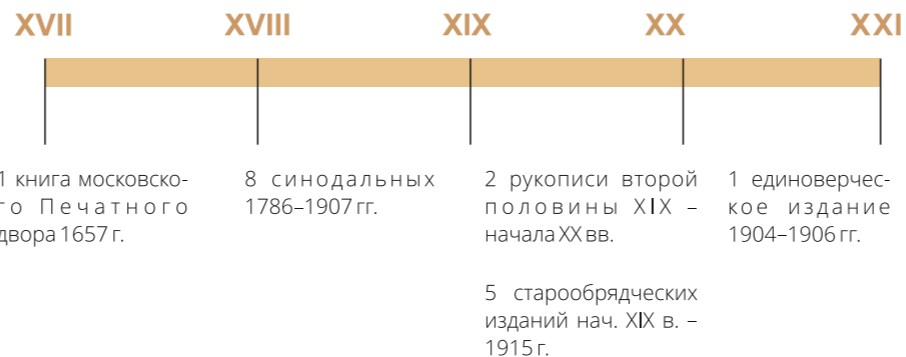 XVII XVIII XIX XX XXI
1 книга московско-
го Печатного
двора 1657 г.
8 синодальных
1786–1907 гг.
2 рукописи второй
половины XIX –
начала XX вв.
5 старообрядческих
изданий нач. XIX в. –
1915 г.
1 единоверчес-
кое издание
1904–1906 гг.